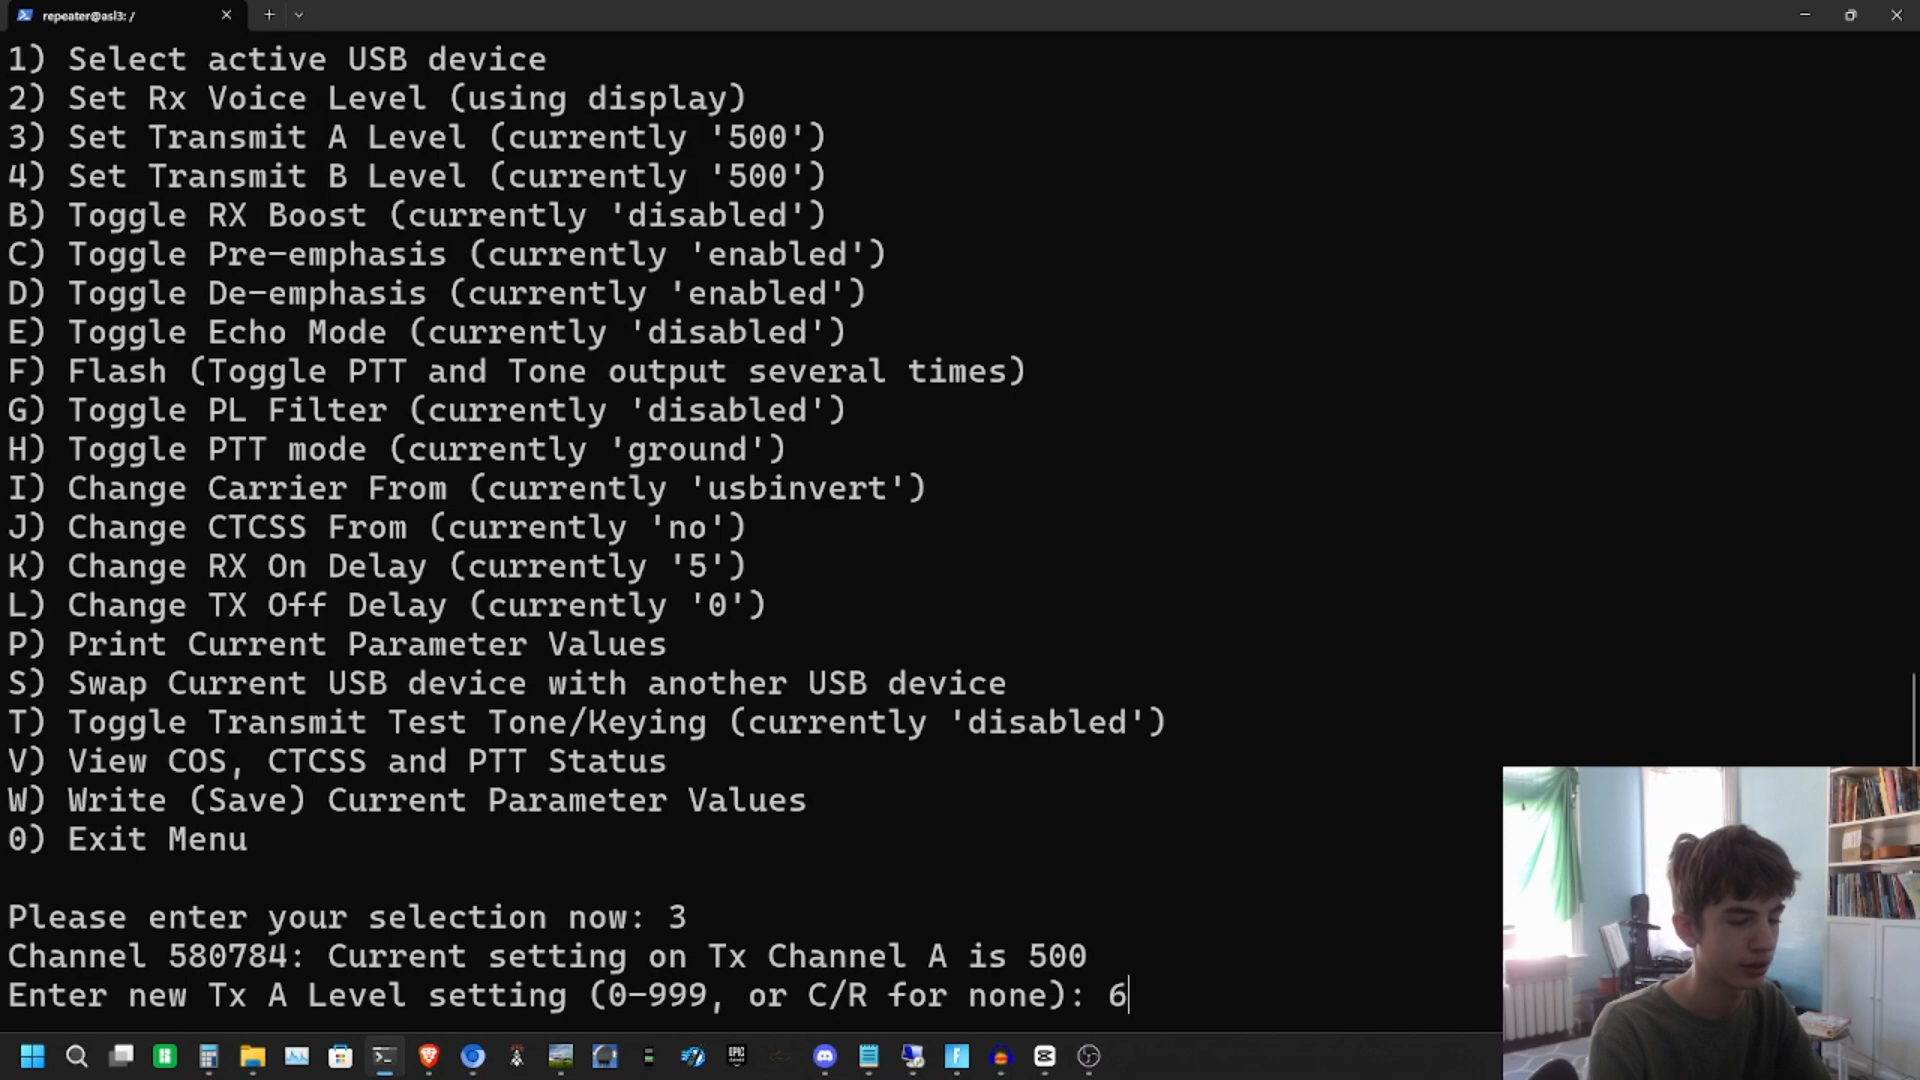 repeater@asl3: /
1) Select active USB device
2) Set Rx Voice Level (using display)
3) Set Transmit A Level (currently '500')
4) Set Transmit B Level (currently '500')
B) Toggle RX Boost (currently 'disabled')
C) Toggle Pre-emphasis (currently 'enabled')
D) Toggle De-emphasis (currently 'enabled')
E) Toggle Echo Mode (currently 'disabled')
F) Flash (Toggle PTT and Tone output several times)
G) Toggle PL Filter (currently 'disabled')
H) Toggle PTT mode (currently 'ground')
I) Change Carrier From (currently 'usbinvert')
J) Change CTCSS From (currently 'no')
K) Change RX On Delay (currently '5')
L) Change TX Off Delay (currently '0')
P) Print Current Parameter Values
S) Swap Current USB device with another USB device
T) Toggle Transmit Test Tone/Keying (currently 'disabled')
V) View COS, CTCSS and PTT Status
W) Write (Save) Current Parameter Values
0) Exit Menu
Please enter your selection now: 3
Channel 580784: Current setting on Tx Channel A is 500
Enter new Tx A Level setting (0-999, or C/R for none): 6
EPIC